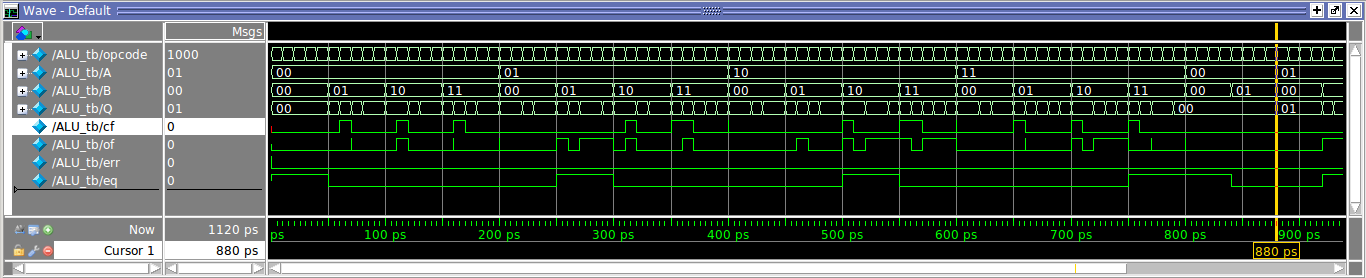 Wave - Default
Msgs
/ALU_tb/opcode 1000
/ALU_tb/A 01 00 01 10 11 00 01
/ALU_tb/B 00 00 01 10 11 00 01 10 11 00 01 10 11 00 01 10 11 00 01 00
/ALU_tb/Q 01 00 00 01
/ALU_tb/cf 0
/ALU_tb/of 0
/ALU_tb/err 0
/ALU_tb/eq 0
Now 1120 ps ps 100 ps 200 ps 300 ps 400 ps 500 ps 600 ps 700 ps 800 ps 900 ps
Cursor 1 880 ps 880 ps